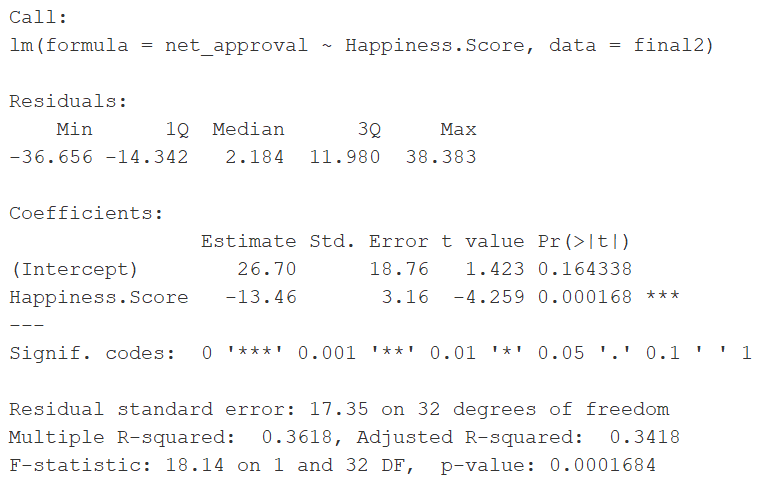 Call:
lm(formula = net_approval ~ Happiness.Score, data = final2)
Residuals:
    Min      1Q  Median      3Q     Max
-36.656 -14.342   2.184  11.980  38.383
Coefficients:
                Estimate Std. Error t value Pr(>|t|)
(Intercept)        26.70      18.76   1.423 0.164338
Happiness.Score   -13.46       3.16  -4.259 0.000168 ***
---
Signif. codes:  0 '***' 0.001 '**' 0.01 '*' 0.05 '.' 0.1 ' ' 1
Residual standard error: 17.35 on 32 degrees of freedom
Multiple R-squared:  0.3618, Adjusted R-squared:  0.3418
F-statistic: 18.14 on 1 and 32 DF,  p-value: 0.0001684